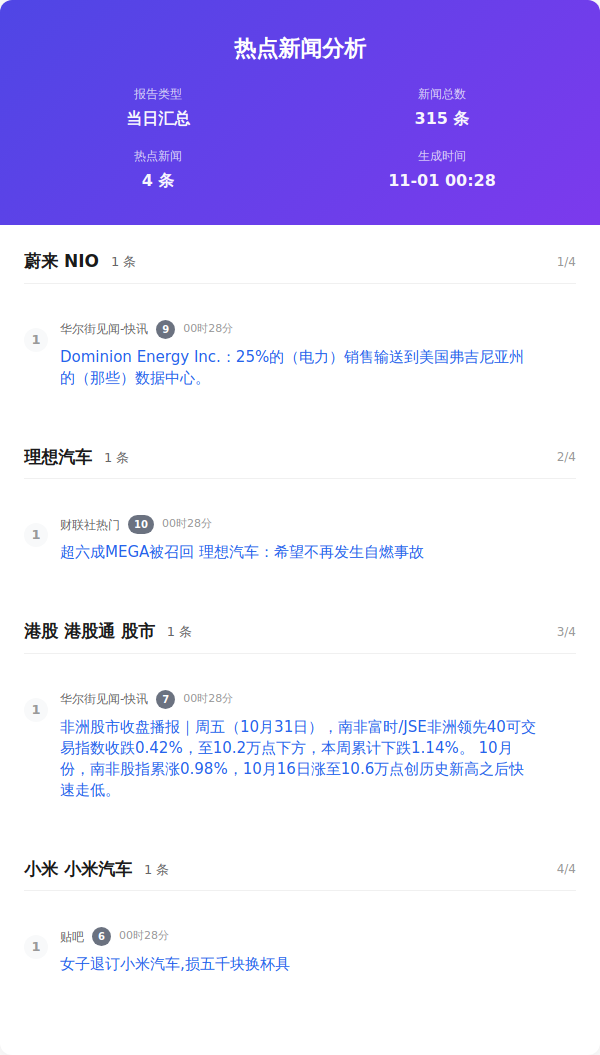 热点新闻分析
报告类型
新闻总数
当日汇总
315 条
热点新闻
生成时间
4 条
11-01 00:28
蔚来 NIO 1 条 1/4
1
华尔街见闻-快讯 9 00时28分
Dominion Energy Inc.：25%的（电力）销售输送到美国弗吉尼亚州
的（那些）数据中心。
理想汽车 1 条 2/4
1
财联社热门 10 00时28分
超六成MEGA被召回 理想汽车：希望不再发生自燃事故
港股 港股通 股市 1 条 3/4
1
华尔街见闻-快讯 7 00时28分
非洲股市收盘播报｜周五（10月31日），南非富时/JSE非洲领先40可交
易指数收跌0.42%，至10.2万点下方，本周累计下跌1.14%。 10月
份，南非股指累涨0.98%，10月16日涨至10.6万点创历史新高之后快
速走低。
小米 小米汽车 1 条 4/4
1
贴吧 6 00时28分
女子退订小米汽车,损五千块换杯具